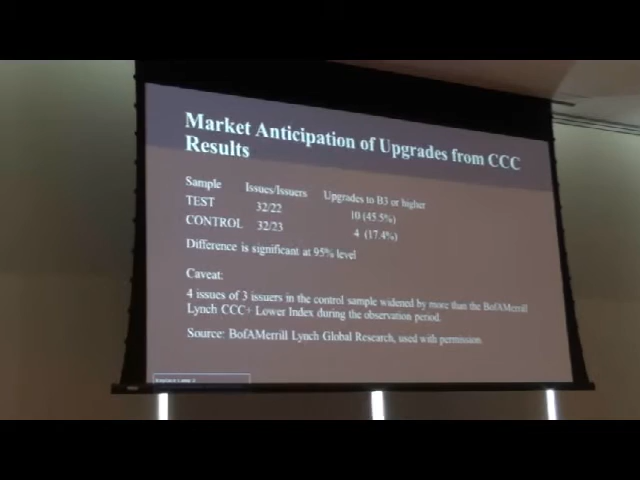 Market Anticipation of Upgrades from CCC
Results
Sample Issues/Issuers Upgrades to B3 or higher
TEST 32/22 10 (45.5%)
CONTROL 32/23 4 (17.4%)
Difference is significant at 95% level
Caveat:
4 issues of 3 issuers in the control sample widened by more than the BofAMerrill
Lynch CCC+ Lower Index during the observation period.
Source: BofAMerrill Lynch Global Research, used with permission.